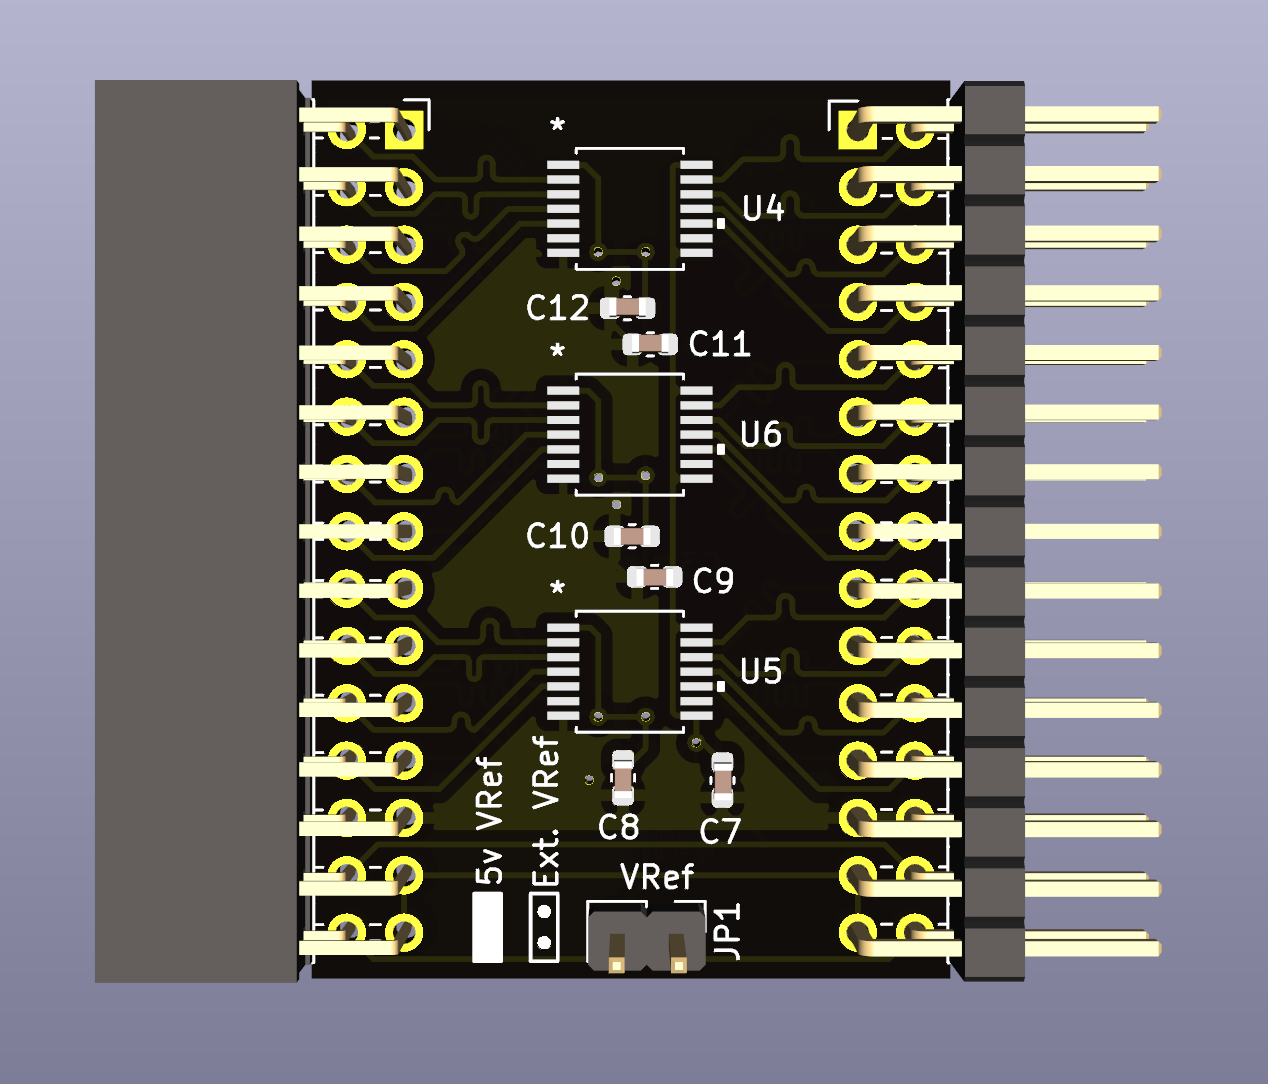 *
U4
C12
C11
*
U6
C10
C9
*
U5
5v VRef
Ext. VRef
C8
C7
VRef
JP1